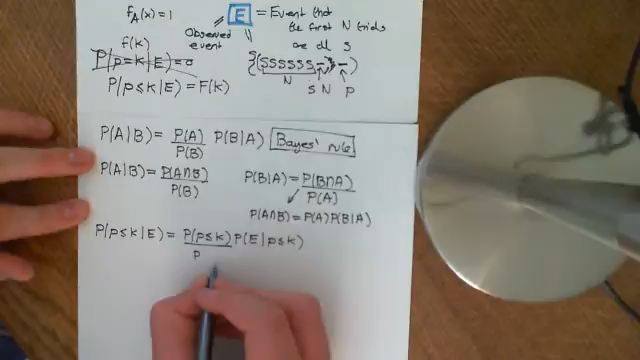 f_A(x) = 1
E = Event that
the first N trials
are all S
Observed
event
{(SSSSSS
N
S N
p
f(k)
P(p=k|E)=0
P(p≤k|E) = F(k)
P(A|B) = P(A)/P(B) P(B|A) Bayes' rule
P(A|B) = P(A∩B)/P(B)
P(B|A) = P(B∩A)/P(A)
P(A∩B) = P(A)P(B|A)
P(p≤k|E) = P(p≤k) P(E|p≤k)
P